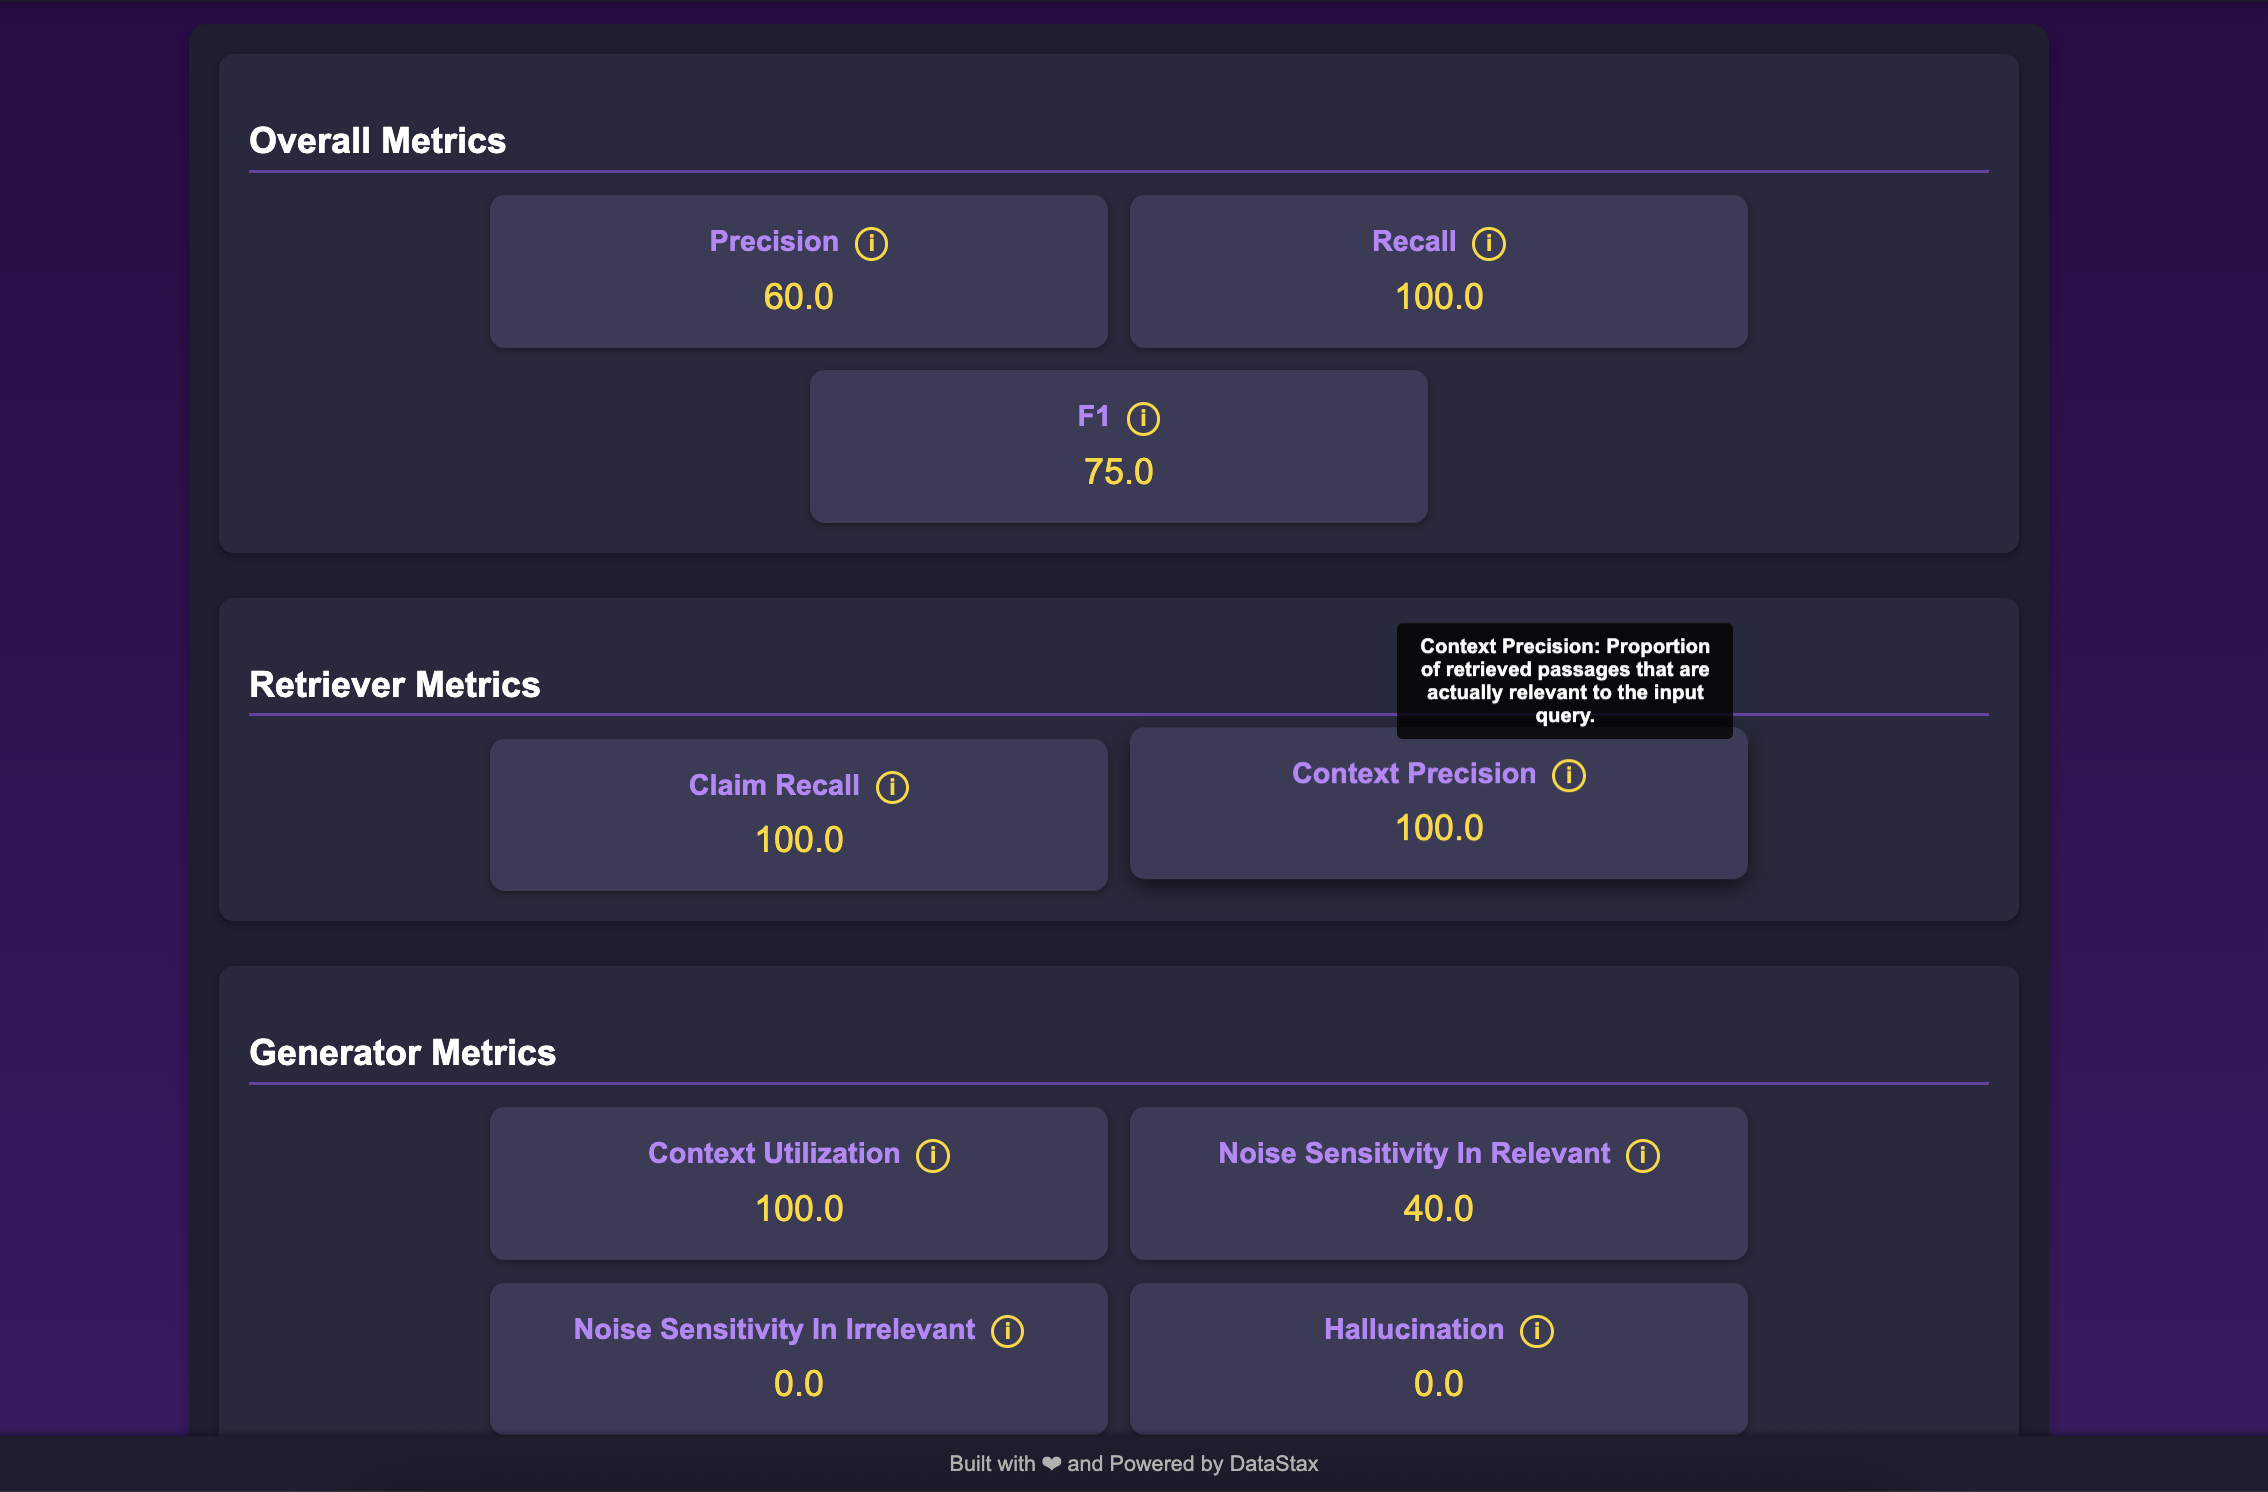 Overall Metrics
Precision i
60.0
Recall i
100.0
F1 i
75.0
Retriever Metrics
Context Precision: Proportion
of retrieved passages that are
actually relevant to the input
query.
Claim Recall i
100.0
Context Precision i
100.0
Generator Metrics
Context Utilization i
100.0
Noise Sensitivity In Relevant i
40.0
Noise Sensitivity In Irrelevant i
0.0
Hallucination i
0.0
Built with ❤ and Powered by DataStax